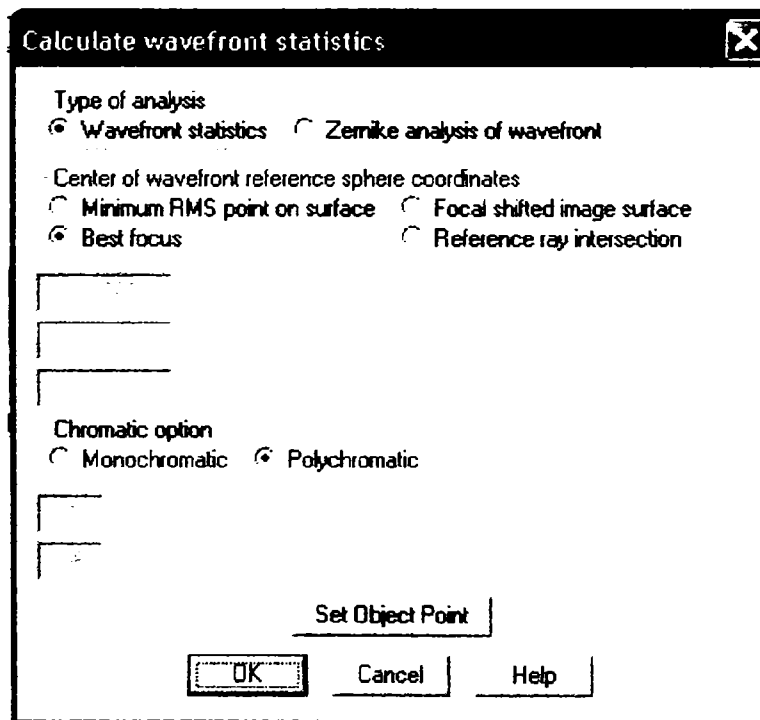 Calculate wavefront statistics
Type of analysis
Wavefront statistics Zernike analysis of wavefront
Center of wavefront reference sphere coordinates
Minimum RMS point on surface Focal shifted image surface
Best focus Reference ray intersection
Chromatic option
Monochromatic Polychromatic
Set Object Point
OK Cancel Help